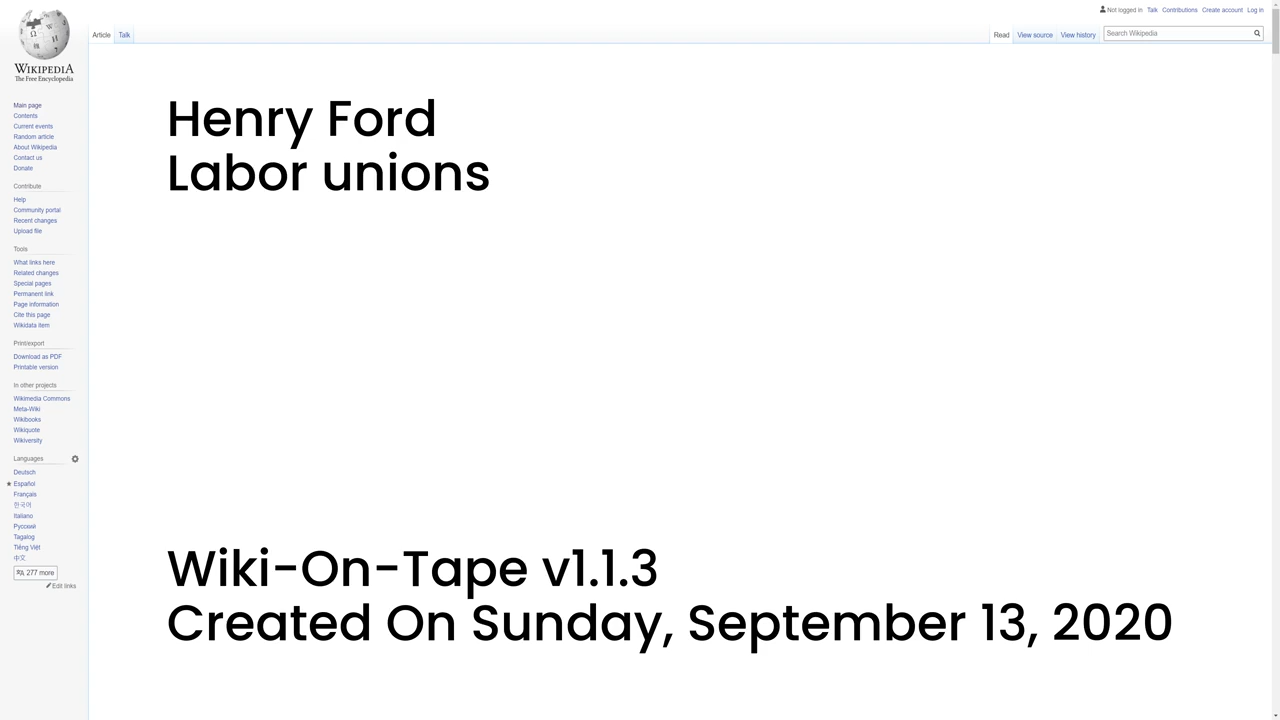 Not logged in Talk Contributions Create account Log in
Article Talk
Read View source View history
Search Wikipedia
WIKIPEDIA
The Free Encyclopedia
Main page
Contents
Current events
Random article
About Wikipedia
Contact us
Donate
Contribute
Help
Community portal
Recent changes
Upload file
Tools
What links here
Related changes
Special pages
Permanent link
Page information
Cite this page
Wikidata item
Print/export
Download as PDF
Printable version
In other projects
Wikimedia Commons
Meta-Wiki
Wikibooks
Wikiquote
Wikiversity
Languages
Deutsch
Español
Français
한국어
Italiano
Русский
Tagalog
Tiếng Việt
中文
277 more
Edit links
Henry Ford
Labor unions
Wiki-On-Tape v1.1.3
Created On Sunday, September 13, 2020